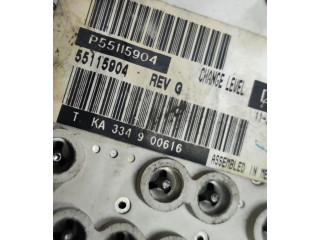 P55115904
55115904 REV G CHANGE LEVEL
T KA 334 9 00616
ASSEMBLED IN